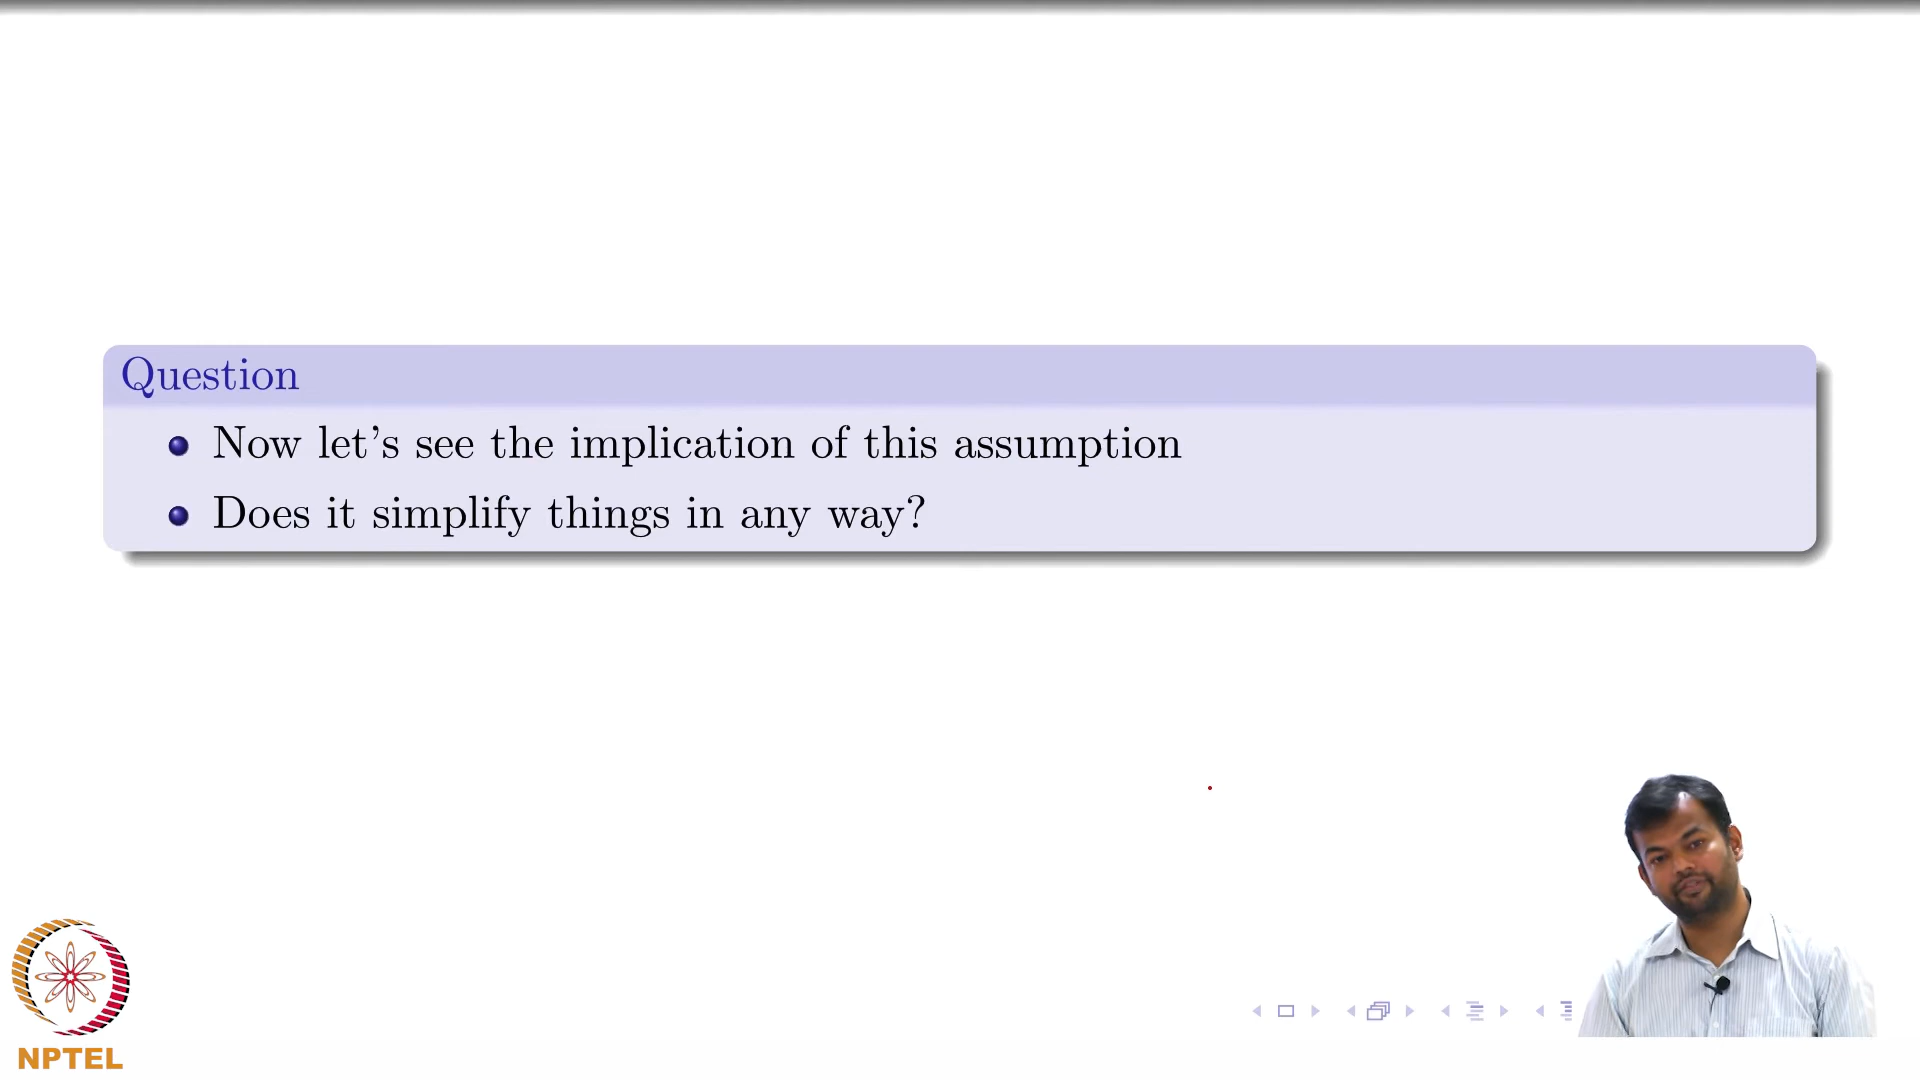 Question
Now let's see the implication of this assumption
Does it simplify things in any way?
NPTEL